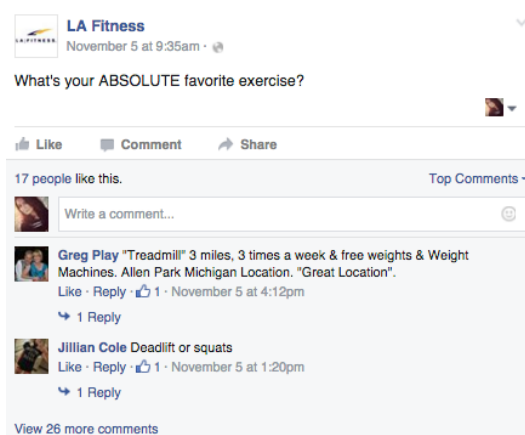 LA FITNESS
LA Fitness
November 5 at 9:35am ·
What's your ABSOLUTE favorite exercise?
Like Comment Share
17 people like this. Top Comments
Write a comment...
Greg Play "Treadmill" 3 miles, 3 times a week & free weights & Weight
Machines. Allen Park Michigan Location. "Great Location".
Like · Reply · 1 · November 5 at 4:12pm
1 Reply
Jillian Cole Deadlift or squats
Like · Reply · 1 · November 5 at 1:20pm
1 Reply
View 26 more comments